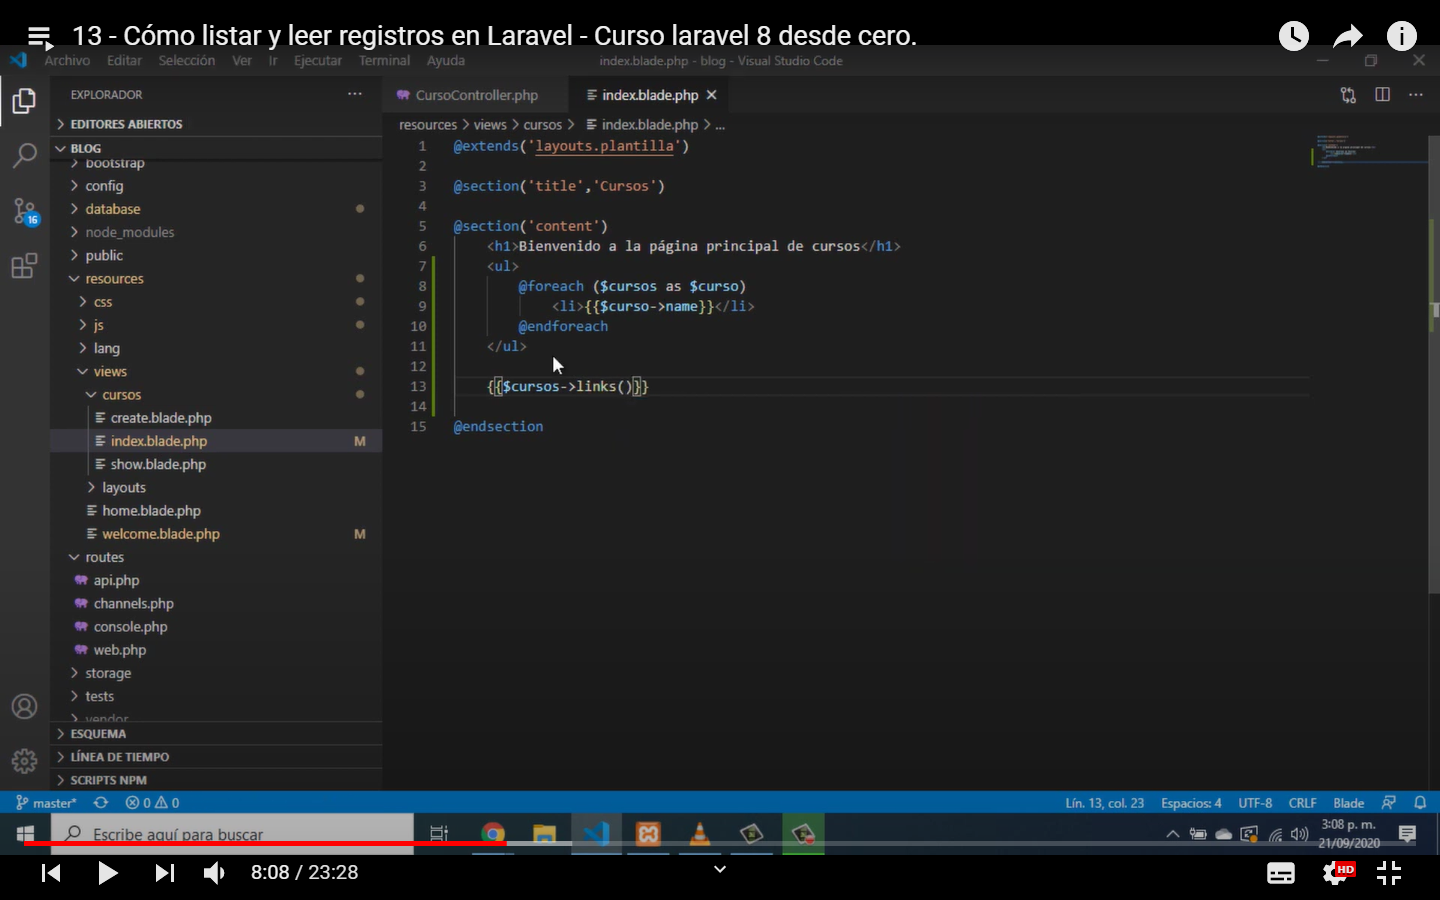 13 - Cómo listar y leer registros en Laravel - Curso laravel 8 desde cero.
Archivo Editar Selección Ver Ir Ejecutar Terminal Ayuda
index.blade.php - blog - Visual Studio Code
EXPLORADOR
CursoController.php
index.blade.php
EDITORES ABIERTOS
resources > views > cursos > index.blade.php > ...
BLOG
bootstrap
config
database
node_modules
public
resources
css
js
lang
views
cursos
create.blade.php
index.blade.php M
show.blade.php
layouts
home.blade.php
welcome.blade.php M
routes
api.php
channels.php
console.php
web.php
storage
tests
vendor
ESQUEMA
LÍNEA DE TIEMPO
SCRIPTS NPM
16
1 @extends('layouts.plantilla')
2
3 @section('title','Cursos')
4
5 @section('content')
6 <h1>Bienvenido a la página principal de cursos</h1>
7 <ul>
8 @foreach ($cursos as $curso)
9 <li>{{$curso->name}}</li>
10 @endforeach
11 </ul>
12
13 {{$cursos->links()}}
14
15 @endsection
master* 0 0
Lín. 13, col. 23 Espacios: 4 UTF-8 CRLF Blade
Escribe aquí para buscar
3:08 p. m.
21/09/2020
8:08 / 23:28
HD